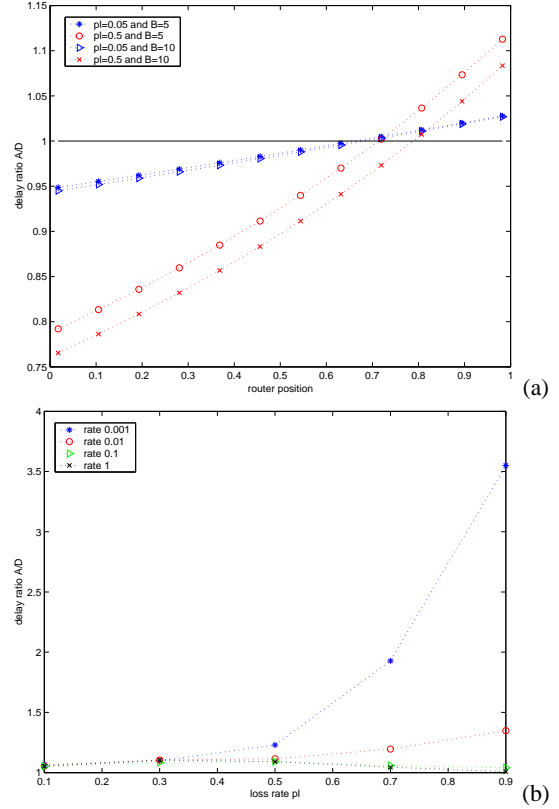 1.15
1.1
1.05
1
0.95
0.9
0.85
0.8
0.75
delay ratio A/D
pl=0.05 and B=5
pl=0.5 and B=5
pl=0.05 and B=10
pl=0.5 and B=10
0 0.1 0.2 0.3 0.4 0.5 0.6 0.7 0.8 0.9 1
router position
(a)
4
3.5
3
2.5
2
1.5
1
delay ratio A/D
rate 0.001
rate 0.01
rate 0.1
rate 1
0.1 0.2 0.3 0.4 0.5 0.6 0.7 0.8 0.9
loss rate pl
(b)